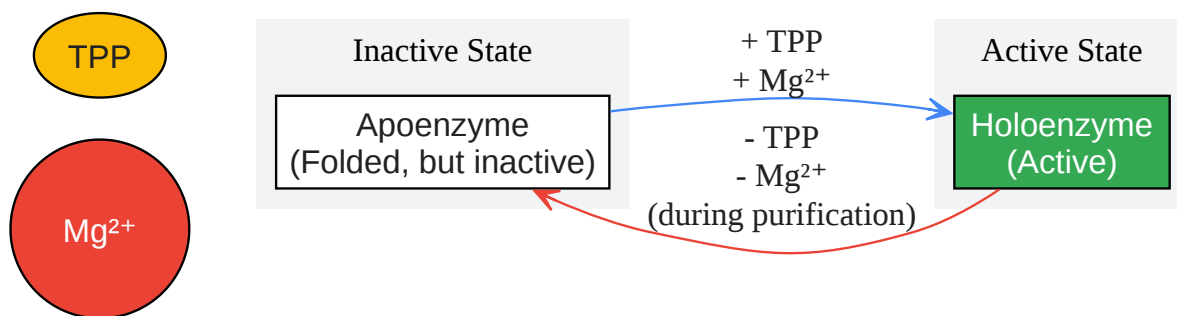 TPP
Mg²⁺
Inactive State
Apoenzyme
(Folded, but inactive)
+ TPP
+ Mg²⁺
- TPP
- Mg²⁺
(during purification)
Active State
Holoenzyme
(Active)